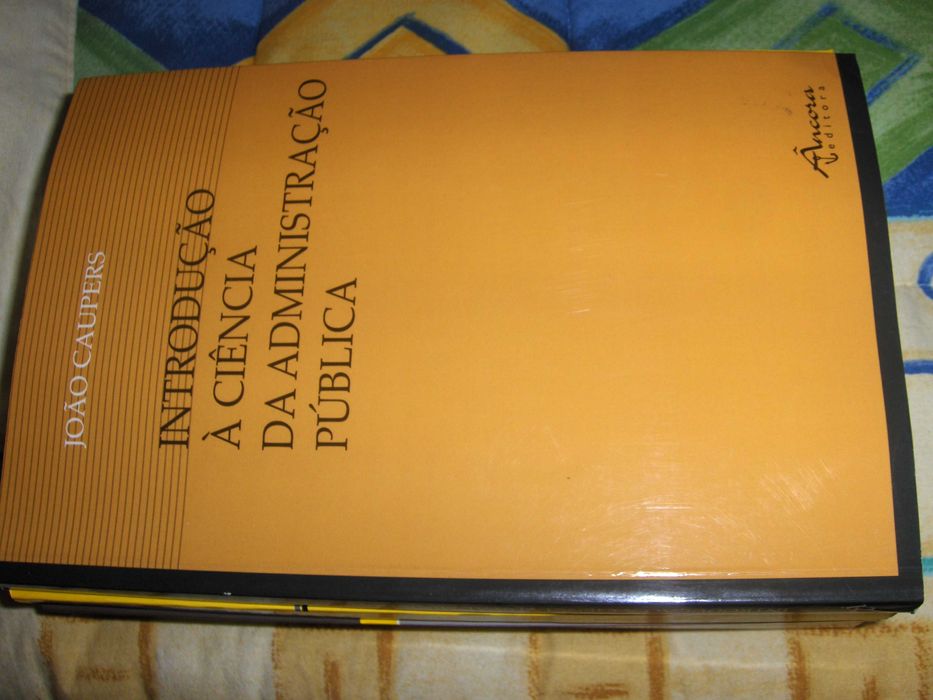 JOÃO CAUPERS
INTRODUÇÃO
À CIÊNCIA
DA ADMINISTRAÇÃO
PÚBLICA
Âncora
editora